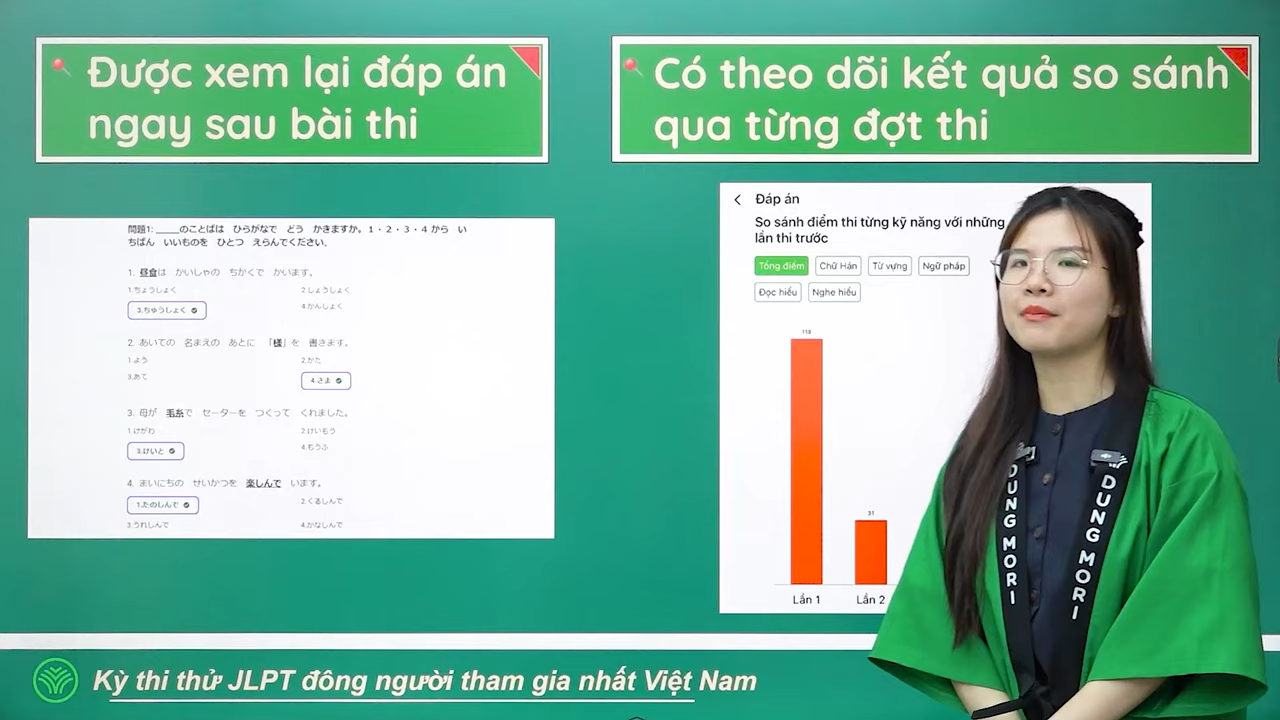 Được xem lại đáp án
ngay sau bài thi
Có theo dõi kết quả so sánh
qua từng đợt thi
問題1: _____のことばは ひらがなで どう かきますか。1・2・3・4 から い
ちばん いいものを ひとつ えらんでください。
1. 昼食は かいしゃの ちかくで かいます。
1.ちょうしょく
2.しょうしょく
3.ちゅうしょく
4.かんしょく
2. あいての 名まえの あとに 「様」を 書きます。
1.よう
2.かた
3.あて
4.さま
3. 母が 毛糸で セーターを つくって くれました。
1.けがわ
2.けいもう
3.けいと
4.もうふ
4. まいにちの せいかつを 楽しんで います。
1.たのしんで
2.くるしんで
3.うれしんで
4.かなしんで
Đáp án
So sánh điểm thi từng kỹ năng với những
lần thi trước
Tổng điểm
Chữ Hán
Từ vựng
Ngữ pháp
Đọc hiểu
Nghe hiểu
118
31
Lần 1
Lần 2
DUNG MORI
DUNG MORI
Kỳ thi thử JLPT đông người tham gia nhất Việt Nam